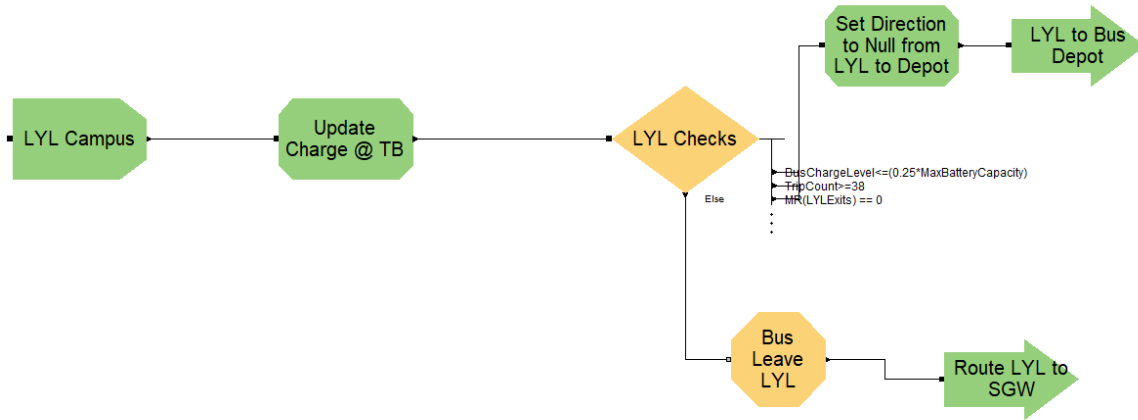 Set Direction
to Null from
LYL to Depot
LYL to Bus
Depot
LYL Campus
Update
Charge @ TB
LYL Checks
BusChargeLevel<=(0.25*MaxBatteryCapacity)
TripCount>=38
MR(LYLExits) == 0
Else
Bus
Leave
LYL
Route LYL to
SGW